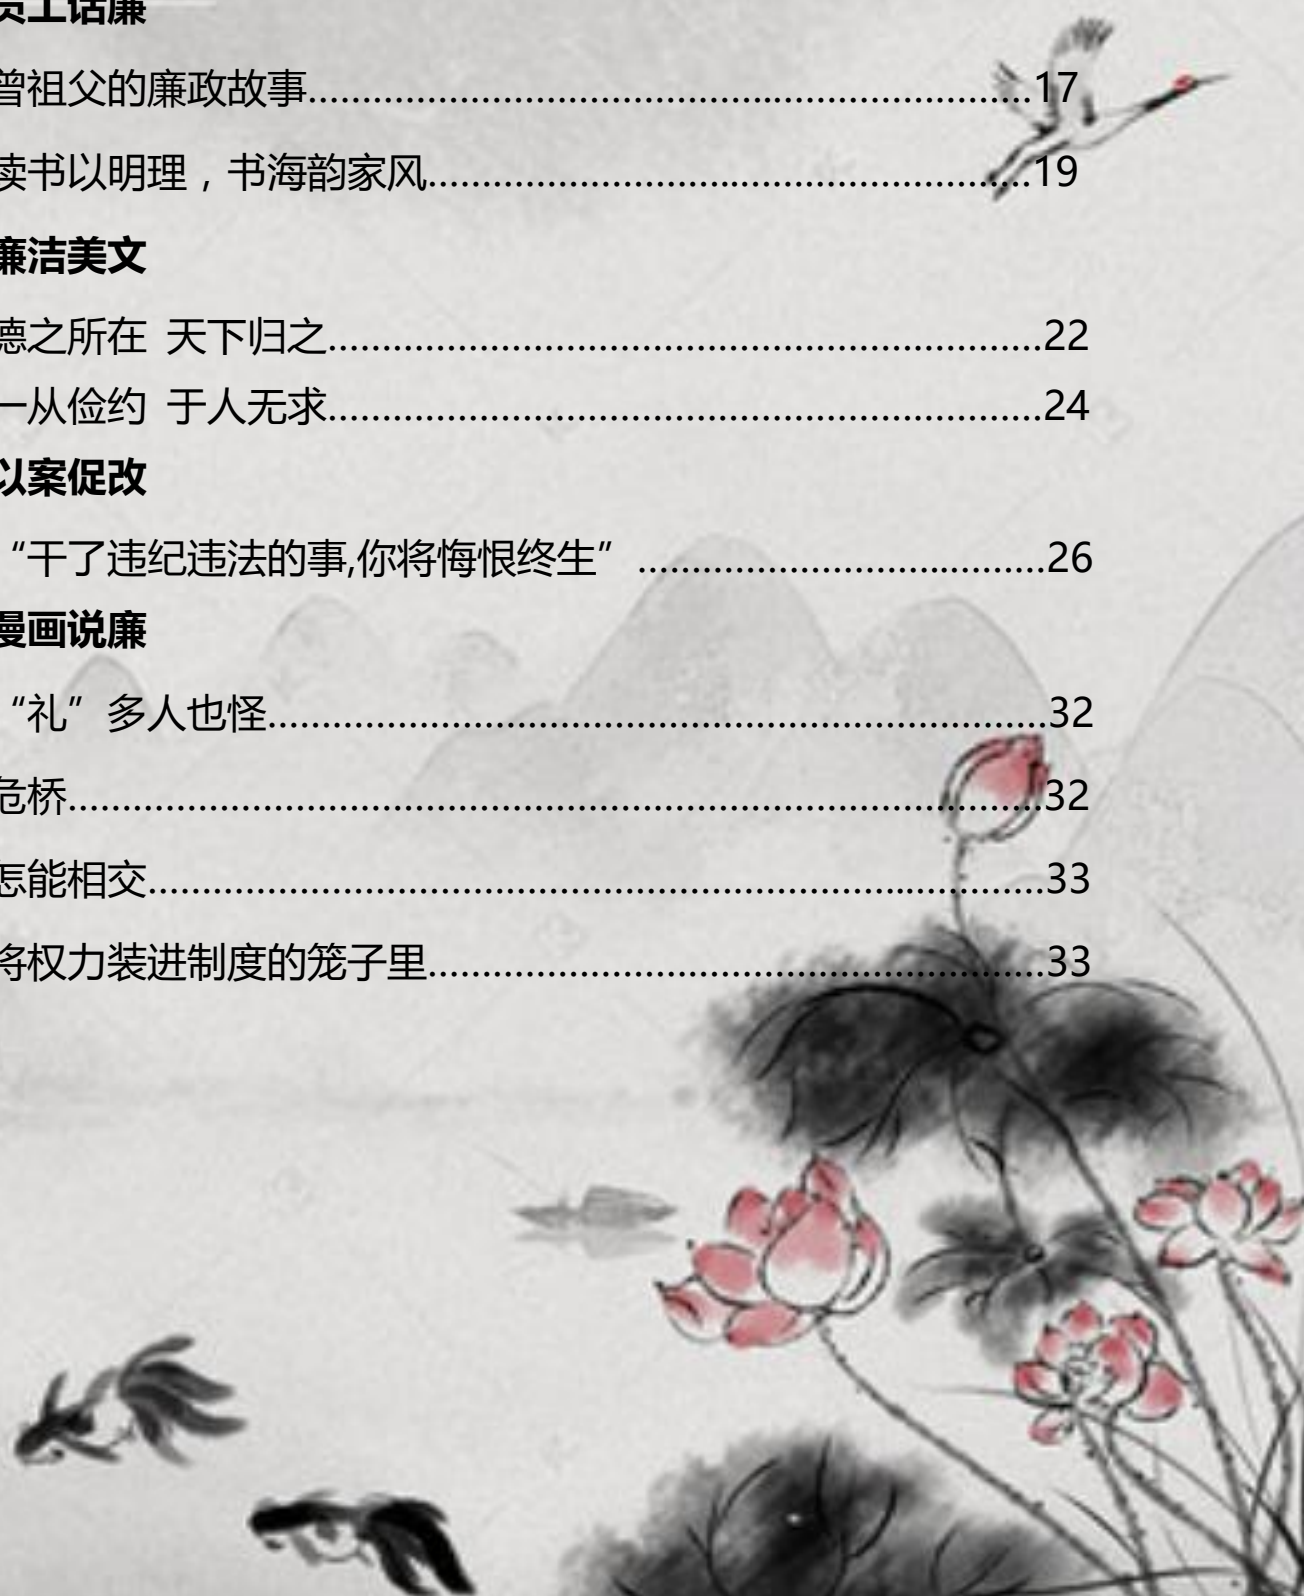 员工话廉
曾祖父的廉政故事........................................................................17
读书以明理，书海韵家风............................................................19
廉洁美文
德之所在 天下归之.......................................................................22
一从俭约 于人无求.......................................................................24
以案促改
“干了违纪违法的事,你将悔恨终生” .........................................26
漫画说廉
“礼”多人也怪..............................................................................32
危桥.................................................................................................32
怎能相交.........................................................................................33
将权力装进制度的笼子里.............................................................33